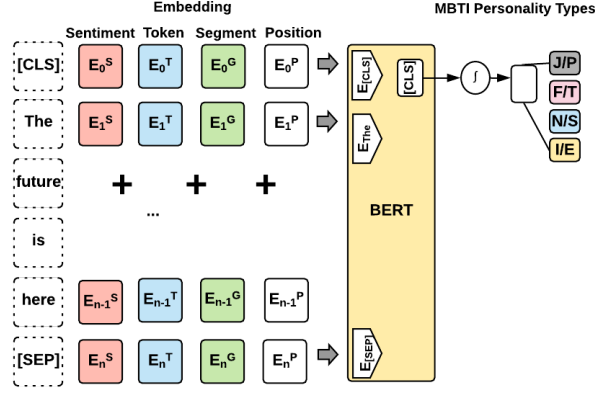 Embedding
MBTI Personality Types
Sentiment Token Segment Position
[CLS] E₀ˢ E₀ᵀ E₀ᴳ E₀ᴾ E[CLS] [CLS] ∫ J/P
F/T
The E₁ˢ E₁ᵀ E₁ᴳ E₁ᴾ EThe N/S
I/E
future + + +
...
BERT
is
here Eₙ₋₁ˢ Eₙ₋₁ᵀ Eₙ₋₁ᴳ Eₙ₋₁ᴾ
[SEP] Eₙˢ Eₙᵀ Eₙᴳ Eₙᴾ E[SEP]